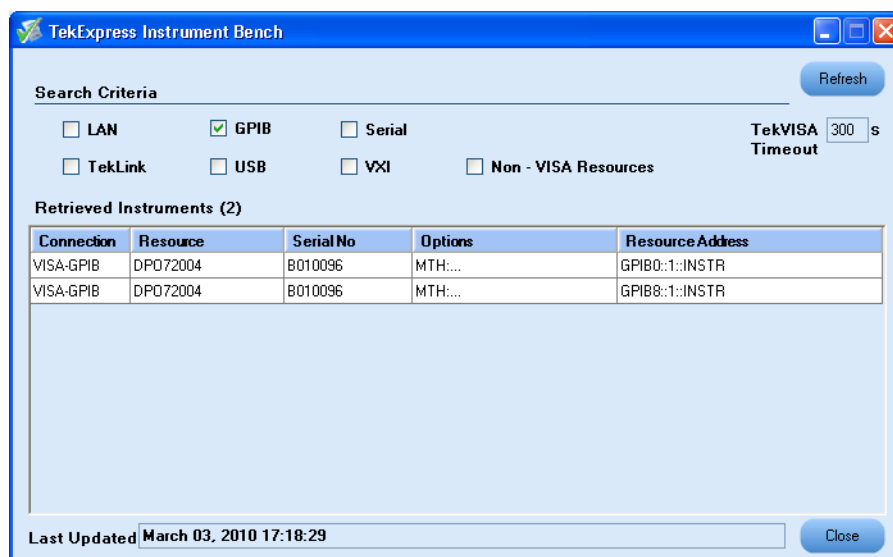 TekExpress Instrument Bench
Refresh
Search Criteria
LAN GPIB Serial TekVISA Timeout 300 s
TekLink USB VXI Non - VISA Resources
Retrieved Instruments (2)
Connection Resource Serial No Options Resource Address
VISA-GPIB DPO72004 B010096 MTH:... GPIB0::1::INSTR
VISA-GPIB DPO72004 B010096 MTH:... GPIB8::1::INSTR
Last Updated March 03, 2010 17:18:29 Close